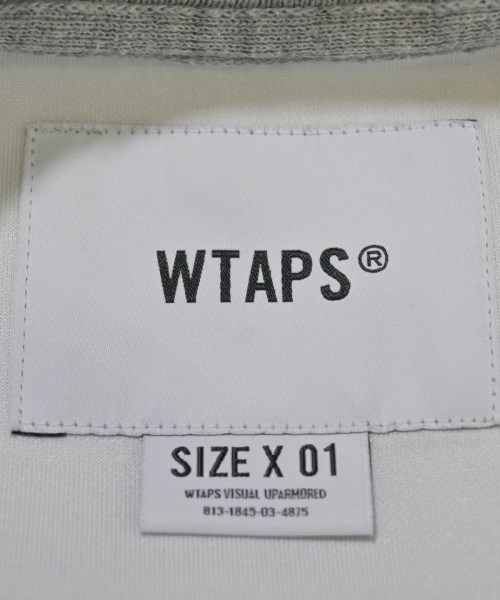 WTAPS®
SIZE X 01
WTAPS VISUAL UPARMORED
813-1845-03-4875